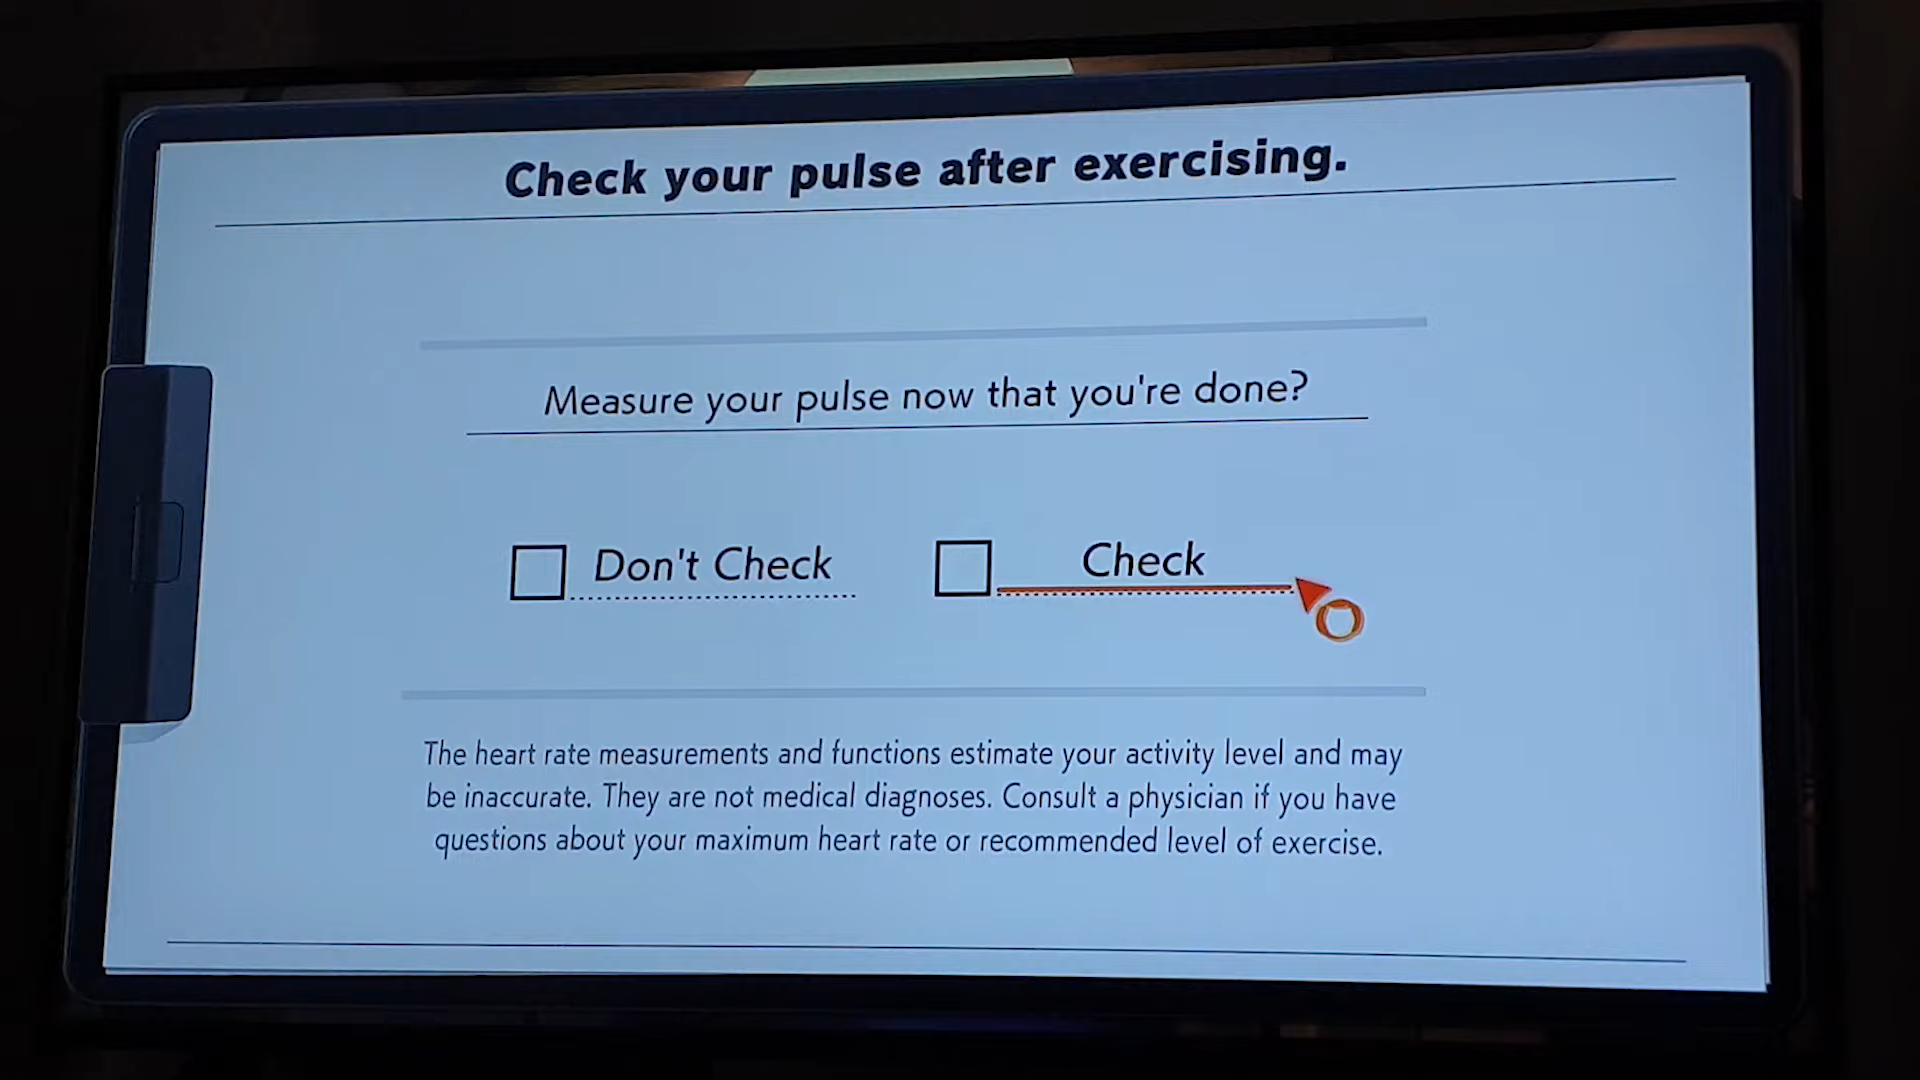 Check your pulse after exercising.
Measure your pulse now that you're done?
Don't Check
Check
The heart rate measurements and functions estimate your activity level and may
be inaccurate. They are not medical diagnoses. Consult a physician if you have
questions about your maximum heart rate or recommended level of exercise.